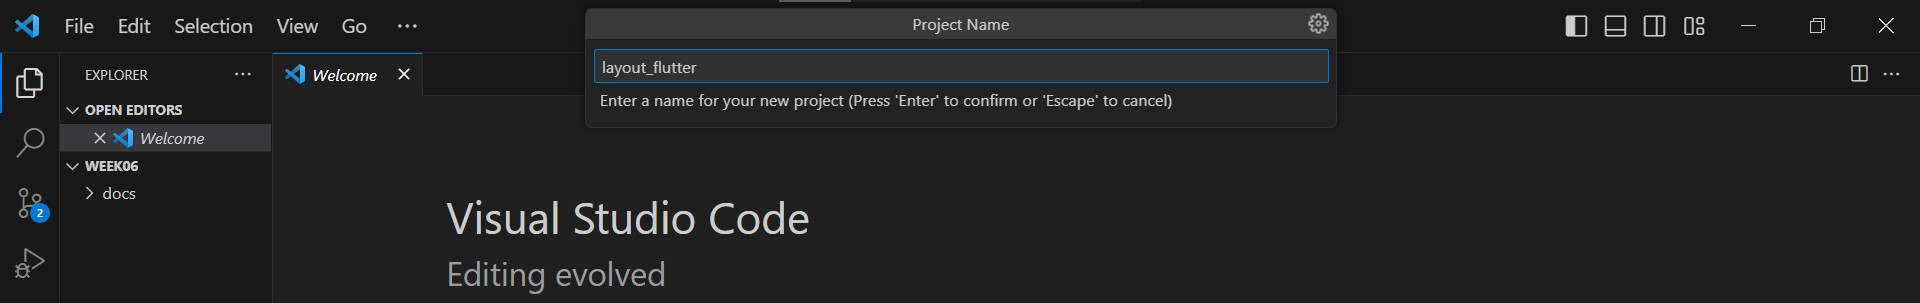 File Edit Selection View Go ···
Project Name
layout_flutter
Enter a name for your new project (Press 'Enter' to confirm or 'Escape' to cancel)
EXPLORER ···
OPEN EDITORS
Welcome
WEEK06
docs
2
Welcome
···
Visual Studio Code
Editing evolved